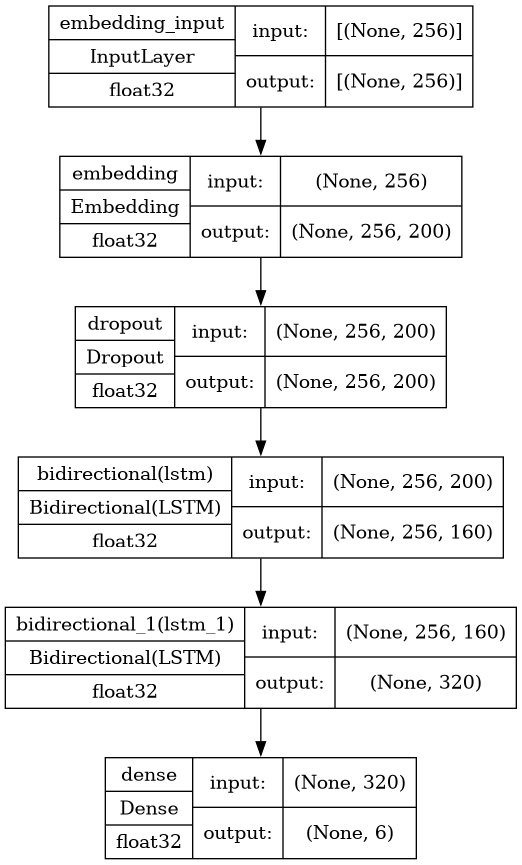 embedding_input
InputLayer
float32
input:
[(None, 256)]
output:
[(None, 256)]
embedding
Embedding
float32
input:
(None, 256)
output:
(None, 256, 200)
dropout
Dropout
float32
input:
(None, 256, 200)
output:
(None, 256, 200)
bidirectional(lstm)
Bidirectional(LSTM)
float32
input:
(None, 256, 200)
output:
(None, 256, 160)
bidirectional_1(lstm_1)
Bidirectional(LSTM)
float32
input:
(None, 256, 160)
output:
(None, 320)
dense
Dense
float32
input:
(None, 320)
output:
(None, 6)